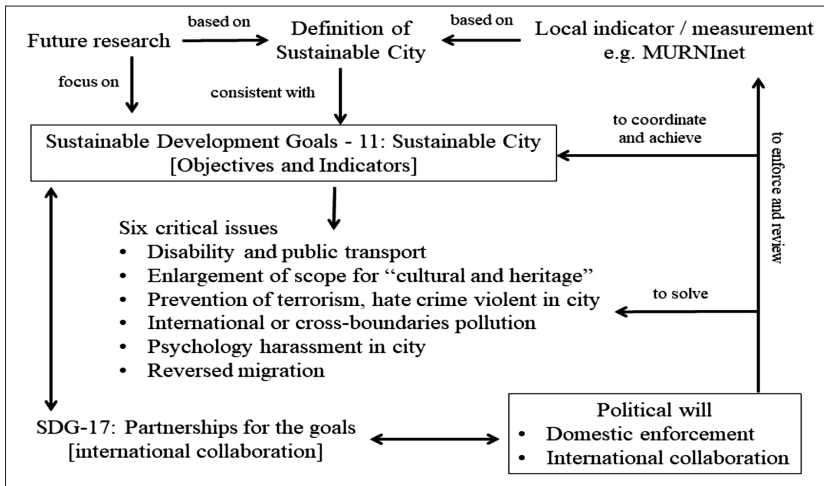 Future research
based on
Definition of
Sustainable City
based on
Local indicator / measurement
e.g. MURNInet
focus on
consistent with
to coordinate
and achieve
to enforce and review
Sustainable Development Goals - 11: Sustainable City
[Objectives and Indicators]
Six critical issues
• Disability and public transport
• Enlargement of scope for “cultural and heritage”
• Prevention of terrorism, hate crime violent in city
• International or cross-boundaries pollution
• Psychology harassment in city
• Reversed migration
to solve
SDG-17: Partnerships for the goals
[international collaboration]
Political will
• Domestic enforcement
• International collaboration